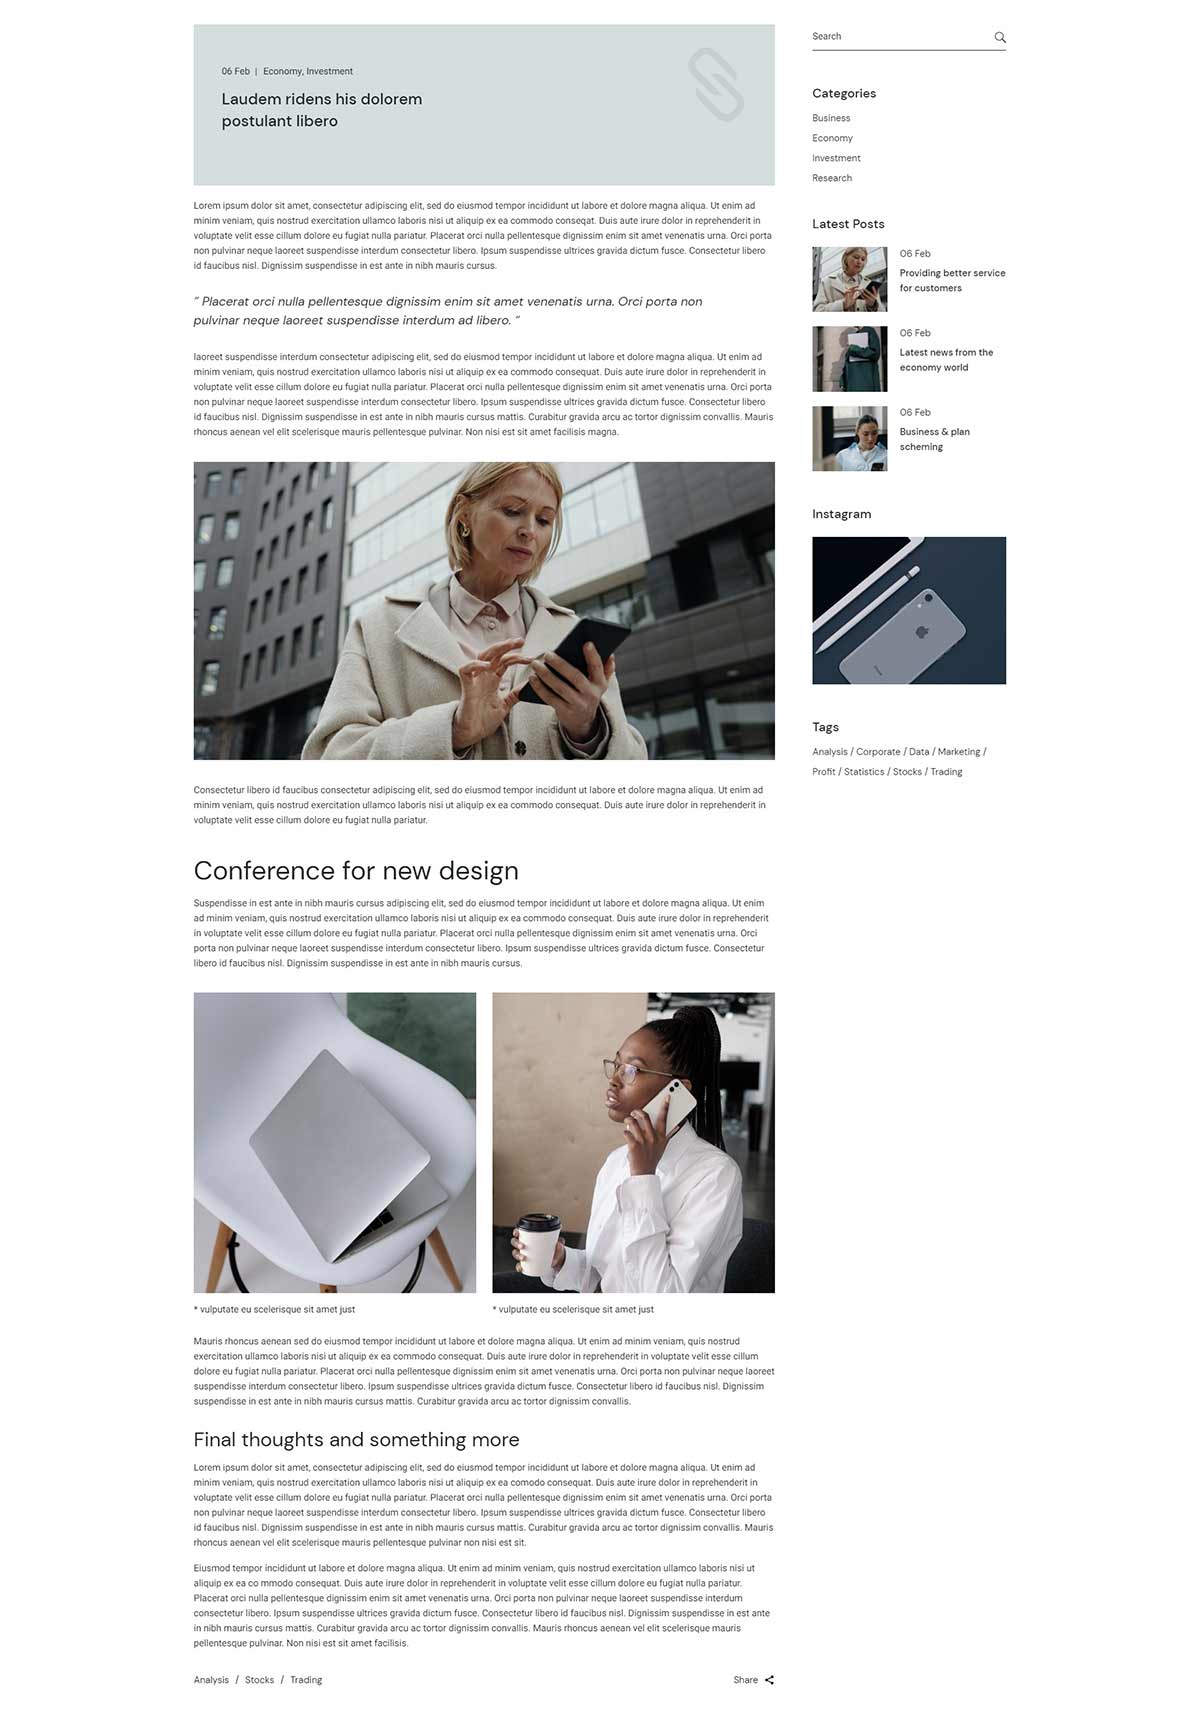 06 Feb | Economy, Investment
Laudem ridens his dolorem
postulant libero
Lorem ipsum dolor sit amet, consectetur adipiscing elit, sed do eiusmod tempor incididunt ut labore et dolore magna aliqua. Ut enim ad
minim veniam, quis nostrud exercitation ullamco laboris nisi ut aliquip ex ea commodo conseqat. Duis aute irure dolor in reprehenderit in
voluptate velit esse cillum dolore eu fugiat nulla pariatur. Placerat orci nulla pellentesque dignissim enim sit amet venenatis urna. Orci porta
non pulvinar neque laoreet suspendisse interdum consectetur libero. Ipsum suspendisse ultrices gravida dictum fusce. Consectetur libero
id faucibus nisl. Dignissim suspendisse in est ante in nibh mauris cursus.
" Placerat orci nulla pellentesque dignissim enim sit amet venenatis urna. Orci porta non
pulvinar neque laoreet suspendisse interdum ad libero. "
laoreet suspendisse interdum consectetur adipiscing elit, sed do eiusmod tempor incididunt ut labore et dolore magna aliqua. Ut enim ad
minim veniam, quis nostrud exercitation ullamco laboris nisi ut aliquip ex ea commodo consequat. Duis aute irure dolor in reprehenderit in
voluptate velit esse cillum dolore eu fugiat nulla pariatur. Placerat orci nulla pellentesque dignissim enim sit amet venenatis urna. Orci porta
non pulvinar neque laoreet suspendisse interdum consectetur libero. Ipsum suspendisse ultrices gravida dictum fusce. Consectetur libero
id faucibus nisl. Dignissim suspendisse in est ante in nibh mauris cursus mattis. Curabitur gravida arcu ac tortor dignissim convallis. Mauris
rhoncus aenean vel elit scelerisque mauris pellentesque pulvinar. Non nisi est sit amet facilisis magna.
Consectetur libero id faucibus consectetur adipiscing elit, sed do eiusmod tempor incididunt ut labore et dolore magna aliqua. Ut enim ad
minim veniam, quis nostrud exercitation ullamco laboris nisi ut aliquip ex ea commodo consequat. Duis aute irure dolor in reprehenderit in
voluptate velit esse cillum dolore eu fugiat nulla pariatur.
Conference for new design
Suspendisse in est ante in nibh mauris cursus adipiscing elit, sed do eiusmod tempor incididunt ut labore et dolore magna aliqua. Ut enim
ad minim veniam, quis nostrud exercitation ullamco laboris nisi ut aliquip ex ea commodo consequat. Duis aute irure dolor in reprehenderit
in voluptate velit esse cillum dolore eu fugiat nulla pariatur. Placerat orci nulla pellentesque dignissim enim sit amet venenatis urna. Orci
porta non pulvinar neque laoreet suspendisse interdum consectetur libero. Ipsum suspendisse ultrices gravida dictum fusce. Consectetur
libero id faucibus nisl. Dignissim suspendisse in est ante in nibh mauris cursus.
* vulputate eu scelerisque sit amet just
* vulputate eu scelerisque sit amet just
Mauris rhoncus aenean sed do eiusmod tempor incididunt ut labore et dolore magna aliqua. Ut enim ad minim veniam, quis nostrud
exercitation ullamco laboris nisi ut aliquip ex ea commodo consequat. Duis aute irure dolor in reprehenderit in voluptate velit esse cillum
dolore eu fugiat nulla pariatur. Placerat orci nulla pellentesque dignissim enim sit amet venenatis urna. Orci porta non pulvinar neque laoreet
suspendisse interdum consectetur libero. Ipsum suspendisse ultrices gravida dictum fusce. Consectetur libero id faucibus nisl. Dignissim
suspendisse in est ante in nibh mauris cursus mattis. Curabitur gravida arcu ac tortor dignissim convallis.
Final thoughts and something more
Lorem ipsum dolor sit amet, consectetur adipiscing elit, sed do eiusmod tempor incididunt ut labore et dolore magna aliqua. Ut enim ad
minim veniam, quis nostrud exercitation ullamco laboris nisi ut aliquip ex ea comodo consequat. Duis aute irure dolor in reprehenderit in
voluptate velit esse cillum dolore eu fugiat nulla pariatur. Placerat orci nulla pellentesque dignissim enim sit amet venenatis urna. Orci porta
non pulvinar neque laoreet suspendisse interdum consectetur libero. Ipsum suspendisse ultrices gravida dictum fusce. Consectetur libero
id faucibus nisl. Dignissim suspendisse in est ante in nibh mauris cursus mattis. Curabitur gravida arcu ac tortor dignissim convallis. Mauris
rhoncus aenean vel elit scelerisque mauris pellentesque pulvinar non nisi est sit.
Eiusmod tempor incididunt ut labore et dolore magna aliqua. Ut enim ad minim veniam, quis nostrud exercitation ullamco laboris nisi ut
aliquip ex ea co mmodo consequat. Duis aute irure dolor in reprehenderit in voluptate velit esse cillum dolore eu fugiat nulla pariatur.
Placerat orci nulla pellentesque dignissim enim sit amet venenatis urna. Orci porta non pulvinar neque laoreet suspendisse interdum
consectetur libero. Ipsum suspendisse ultrices gravida dictum fusce. Consectetur libero id faucibus nisl. Dignissim suspendisse in est ante
in nibh mauris cursus mattis. Curabitur gravida arcu ac tortor dignissim convallis. Mauris rhoncus aenean vel elit scelerisque mauris
pellentesque pulvinar. Non nisi est sit amet facilisis.
Analysis / Stocks / Trading
Share
Search
Categories
Business
Economy
Investment
Research
Latest Posts
06 Feb
Providing better service
for customers
06 Feb
Latest news from the
economy world
06 Feb
Business & plan
scheming
Instagram
Tags
Analysis / Corporate / Data / Marketing /
Profit / Statistics / Stocks / Trading